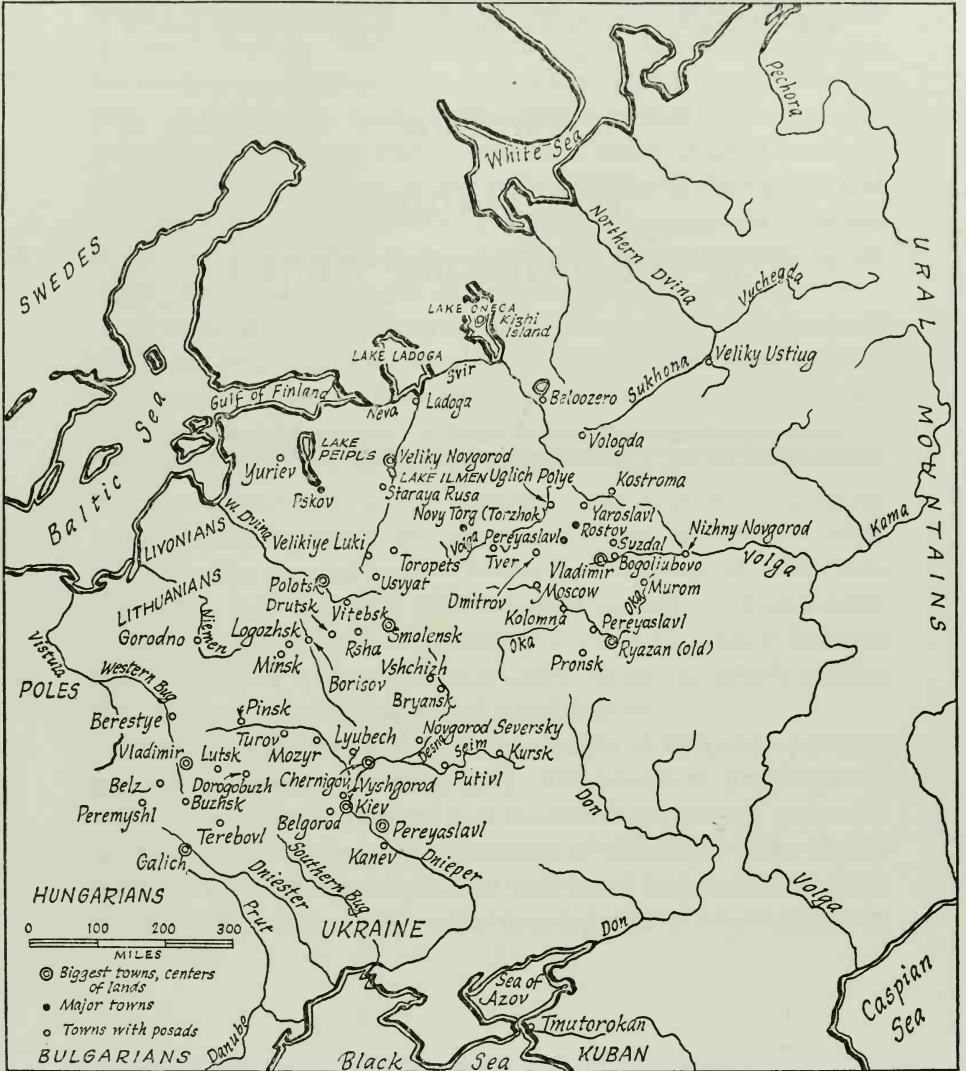 Pechora
White Sea
Northern Dvina
Vuchegda
SWEDES
URAL MOUNTAINS
LAKE ONECA
Kizhi
Island
LAKE LADOGA
Svir
Veliky Ustiug
Sukhona
Beloozero
Gulf of Finland
Neva
Ladoga
Baltic Sea
Vologda
LAKE
PEIPLS
Yuriev
Pskov
Veliky Novgorod
LAKE ILMEN
Uglich Polye
Kostroma
Staraya Rusa
Novy Torg (Torzhok)
Yaroslavl
Rostov
Nizhny Novgorod
Kama
W. Dvina
LIVONIANS
Velikiye Luki
Volga
Pereyaslavl
Suzdal
Volga
Toropets
Tver
Vladimir
Bogoliubovo
LITHUANIANS
Polotsk
Usvyat
Dmitrov
Moscow
Oka
Murom
Niemen
Drutsk
Vitebsk
Kolomna
Pereyaslavl
Gorodno
Logozhsk
Rsha
Smolensk
Oka
Ryazan (old)
Vistula
Minsk
Vshchizh
Pronsk
POLES
Western Bug
Borisov
Bryansk
Berestye
Pinsk
Turov
Mozyr
Lyubech
Novgorod Seversky
Desna
Seim
Kursk
Vladimir
Lutsk
Chernigov
Vyshgorod
Putivl
Belz
Dorogobuzh
Buzhsk
Kiev
Don
Peremyshl
Terebovl
Belgorod
Pereyaslavl
Galich
Kanev
Dnieper
Southern Bug
Dniester
Volga
HUNGARIANS
Prut
UKRAINE
Don
0 100 200 300
MILES
Biggest towns, centers
of lands
Major towns
Towns with posads
Sea of
Azov
Caspian
Sea
Tmutorokan
BULGARIANS
Danube
Black Sea
KUBAN